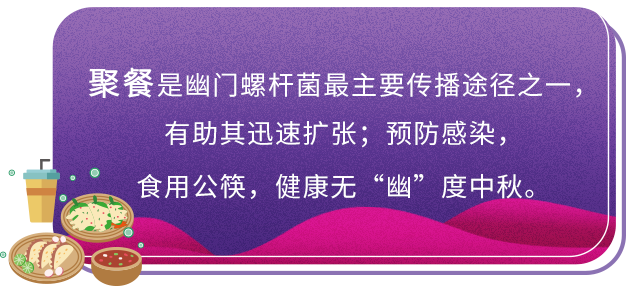 聚餐是幽门螺杆菌最主要传播途径之一，
有助其迅速扩张；预防感染，
食用公筷，健康无“幽”度中秋。